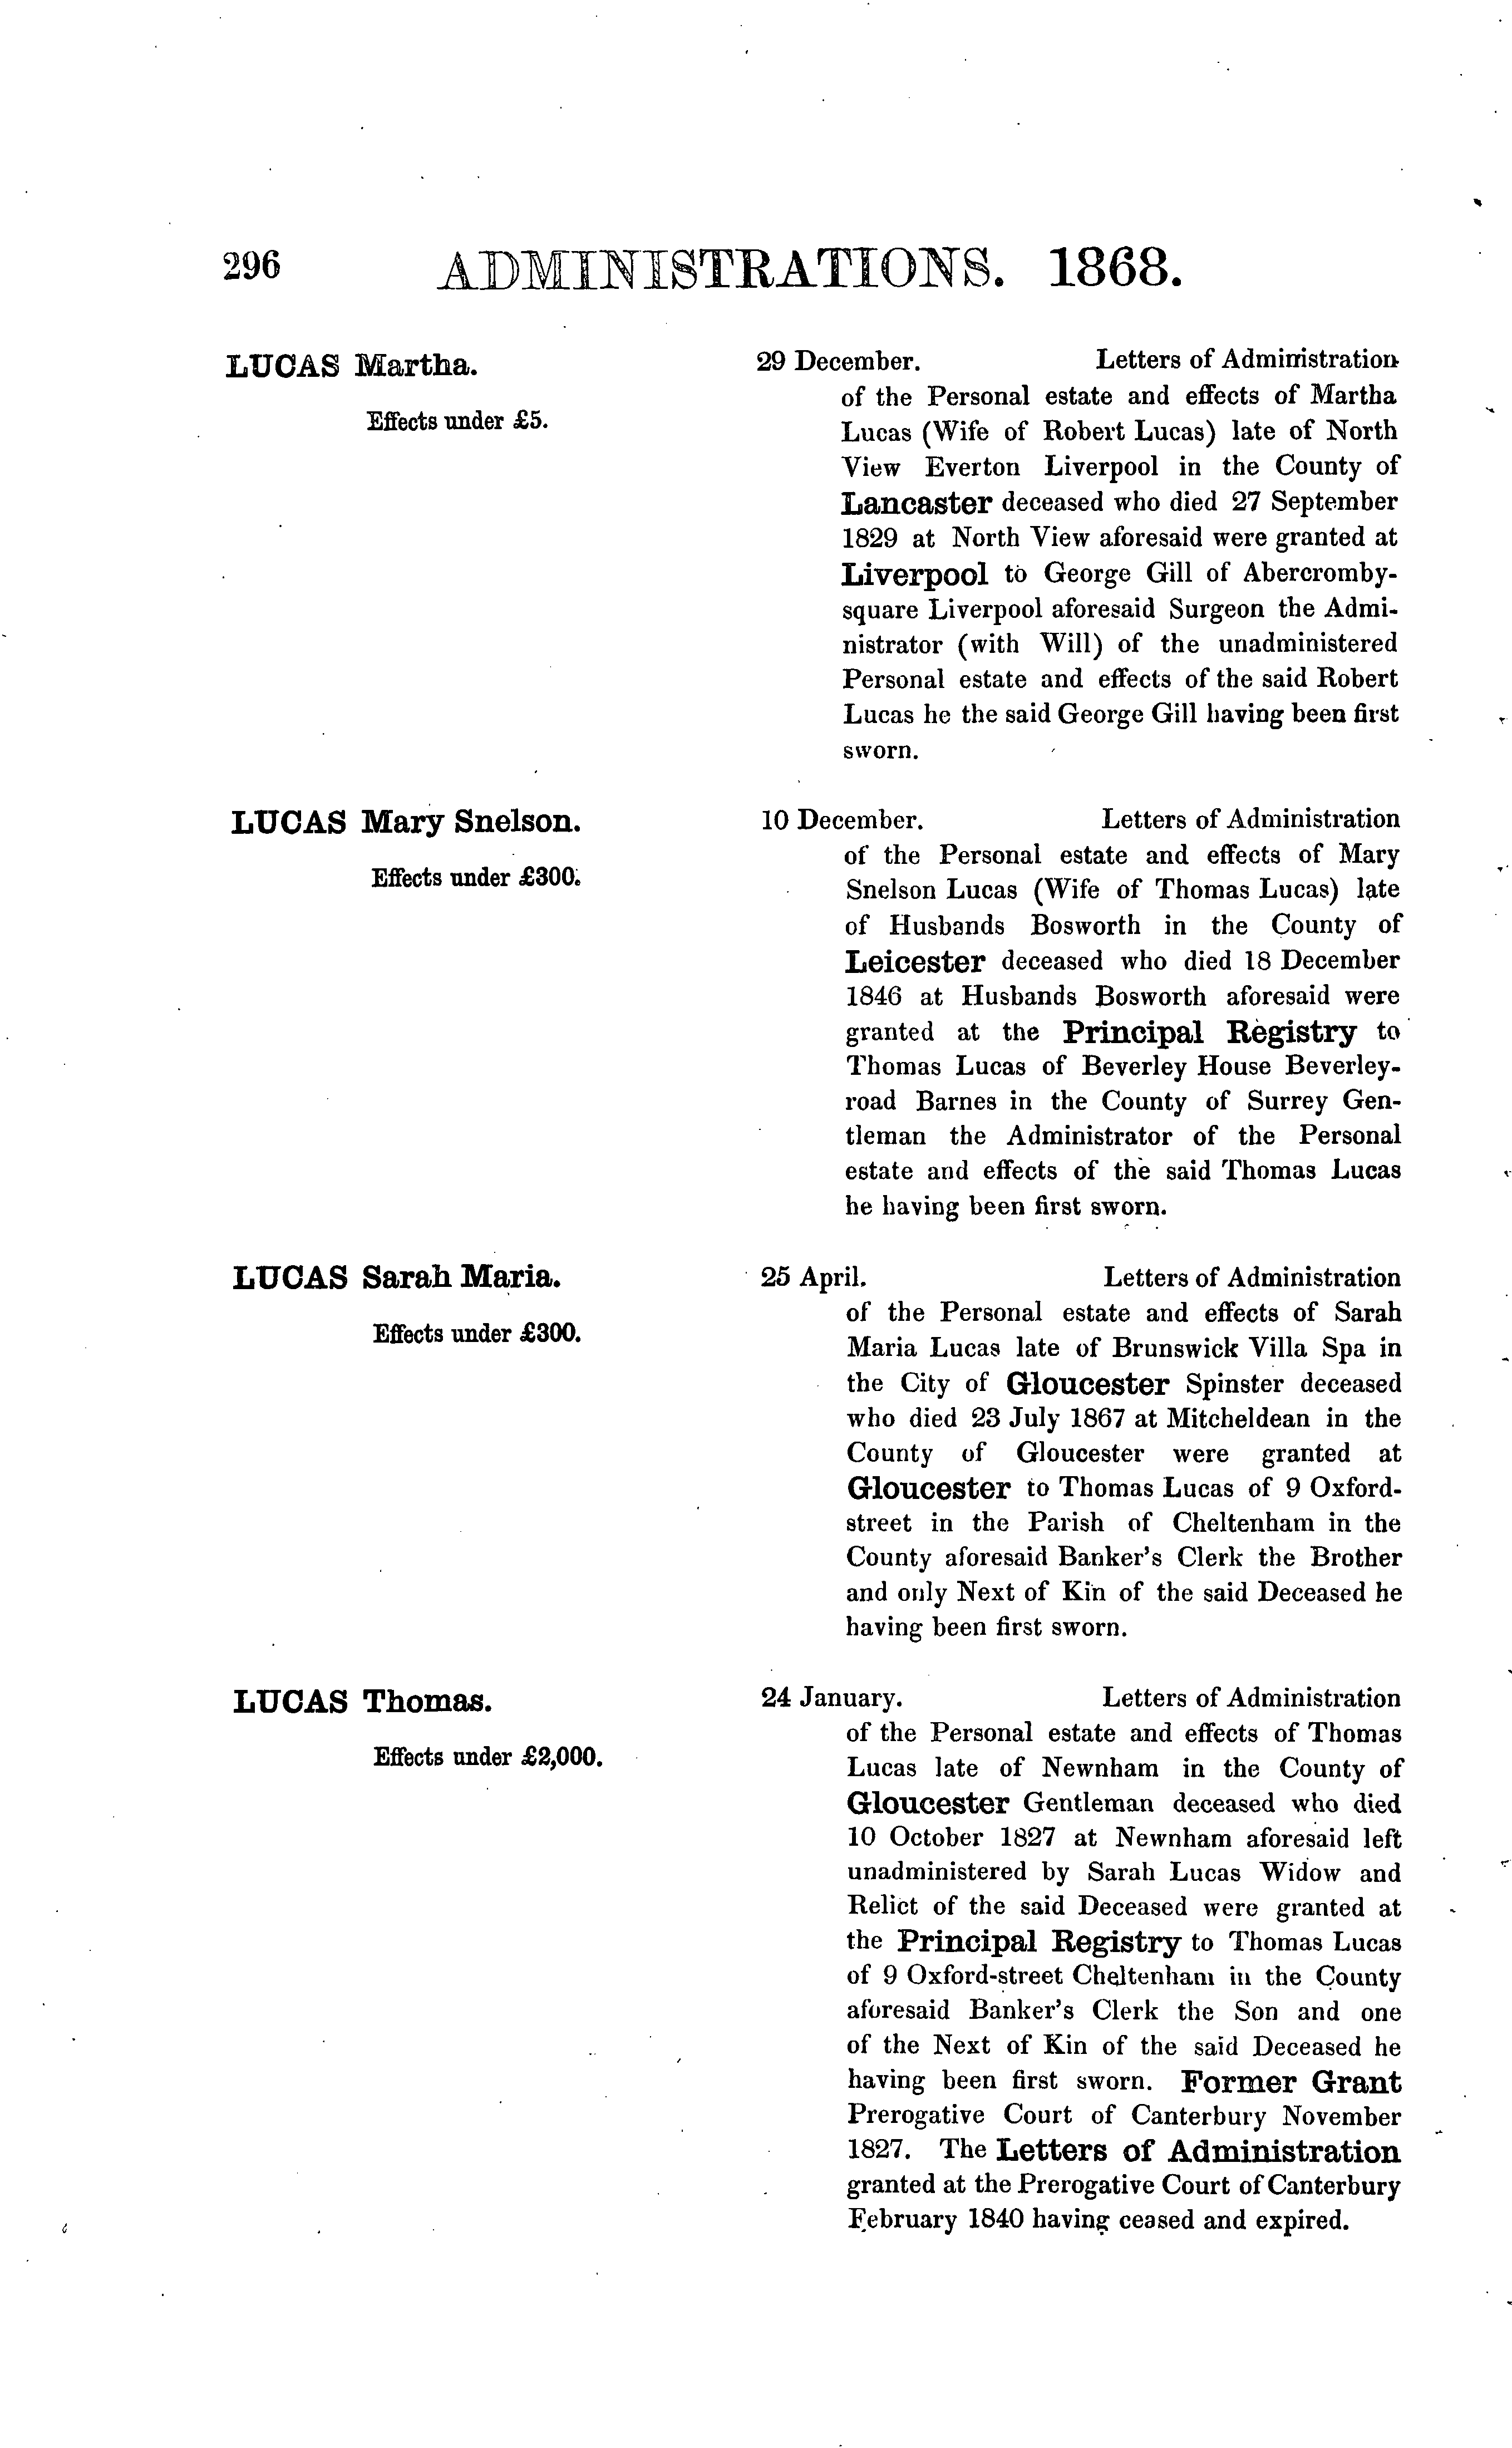 296 ADMINISTRATIONS. 1868.
LUCAS Martha.
Effects under £5.
29 December. Letters of Administration
of the Personal estate and effects of Martha
Lucas (Wife of Robert Lucas) late of North
View Everton Liverpool in the County of
Lancaster deceased who died 27 September
1829 at North View aforesaid were granted at
Liverpool to George Gill of Abercromby-
square Liverpool aforesaid Surgeon the Admi-
nistrator (with Will) of the unadministered
Personal estate and effects of the said Robert
Lucas he the said George Gill having been first
sworn.
LUCAS Mary Snelson.
Effects under £300.
10 December. Letters of Administration
of the Personal estate and effects of Mary
Snelson Lucas (Wife of Thomas Lucas) late
of Husbands Bosworth in the County of
Leicester deceased who died 18 December
1846 at Husbands Bosworth aforesaid were
granted at the Principal Registry to
Thomas Lucas of Beverley House Beverley-
road Barnes in the County of Surrey Gen-
tleman the Administrator of the Personal
estate and effects of the said Thomas Lucas
he having been first sworn.
LUCAS Sarah Maria.
Effects under £300.
25 April. Letters of Administration
of the Personal estate and effects of Sarah
Maria Lucas late of Brunswick Villa Spa in
the City of Gloucester Spinster deceased
who died 23 July 1867 at Mitcheldean in the
County of Gloucester were granted at
Gloucester to Thomas Lucas of 9 Oxford-
street in the Parish of Cheltenham in the
County aforesaid Banker's Clerk the Brother
and only Next of Kin of the said Deceased he
having been first sworn.
LUCAS Thomas.
Effects under £2,000.
24 January. Letters of Administration
of the Personal estate and effects of Thomas
Lucas late of Newnham in the County of
Gloucester Gentleman deceased who died
10 October 1827 at Newnham aforesaid left
unadministered by Sarah Lucas Widow and
Relict of the said Deceased were granted at
the Principal Registry to Thomas Lucas
of 9 Oxford-street Cheltenham in the County
aforesaid Banker's Clerk the Son and one
of the Next of Kin of the said Deceased he
having been first sworn. Former Grant
Prerogative Court of Canterbury November
1827. The Letters of Administration
granted at the Prerogative Court of Canterbury
February 1840 having ceased and expired.